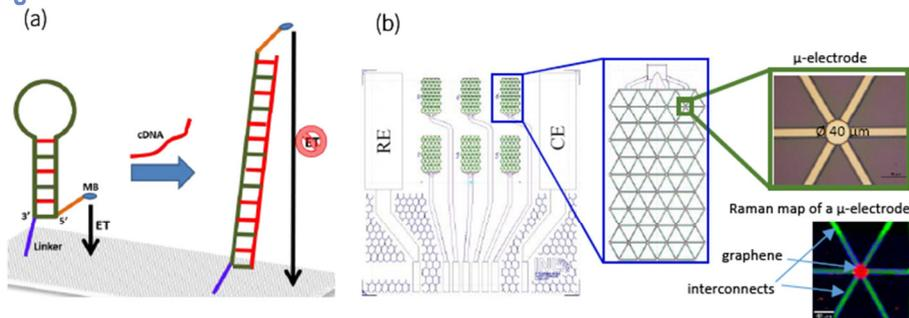 (a)
cDNA
ET
MB
3'
5'
ET
Linker
(b)
RE
CE
μ-electrode
Ø 40 μm
Raman map of a μ-electrode
graphene
interconnects